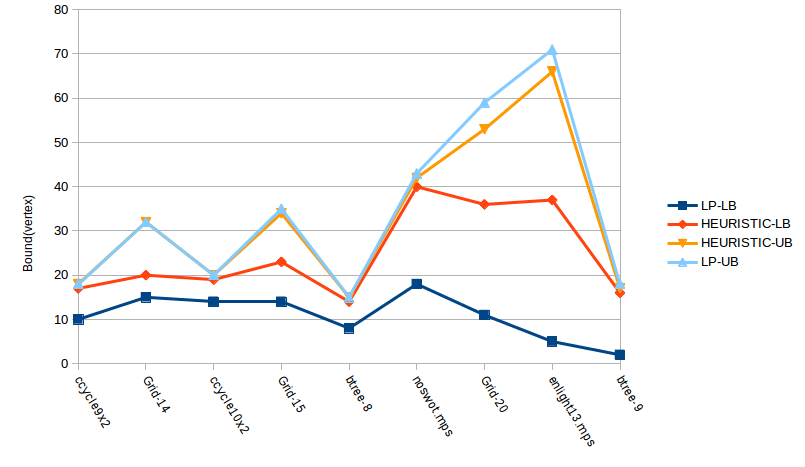 80
70
60
50
40
30
20
10
0
Bound(vertex)
ccycle9x2
Grid-14
ccycle10x2
Grid-15
btree-8
noswot.mps
Grid-20
enlight13.mps
btree-9
LP-LB
HEURISTIC-LB
HEURISTIC-UB
LP-UB